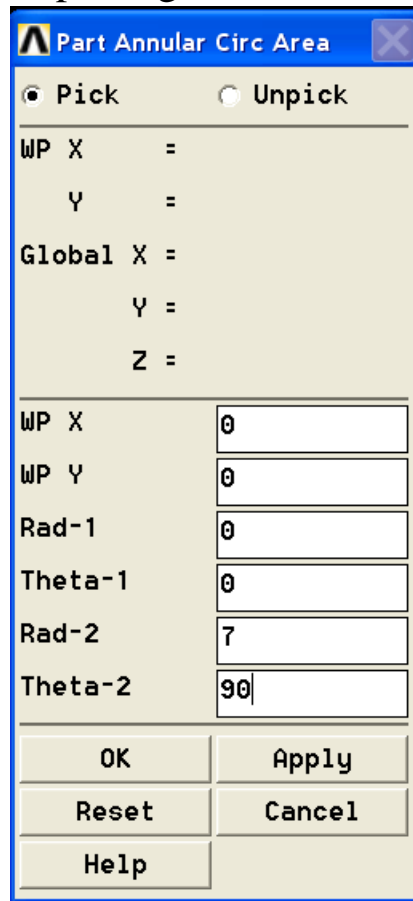 Part Annular Circ Area
Pick Unpick
WP X =
Y =
Global X =
Y =
Z =
WP X 0
WP Y 0
Rad-1 0
Theta-1 0
Rad-2 7
Theta-2 90
OK Apply
Reset Cancel
Help